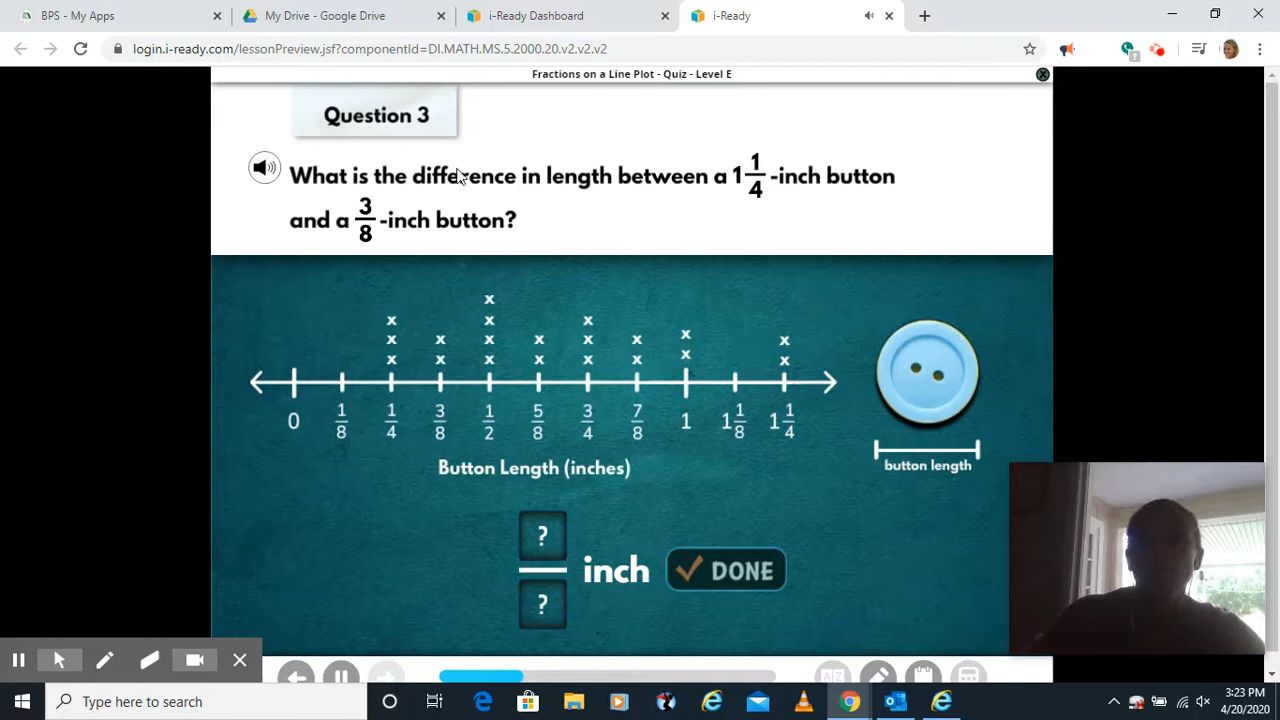 BPS - My Apps
My Drive - Google Drive
i-Ready Dashboard
i-Ready
login.i-ready.com/lessonPreview.jsf?componentId=DI.MATH.MS.5.2000.20.v2.v2.v2
Fractions on a Line Plot - Quiz - Level E
Question 3
What is the difference in length between a 1 1/4 -inch button
and a 3/8 -inch button?
x
x x x x
x x x x x x x x
x x x x x x x x
0 1/8 1/4 3/8 1/2 5/8 3/4 7/8 1 1 1/8 1 1/4
Button Length (inches)
button length
?
inch DONE
?
Type here to search
3:23 PM
4/20/2020